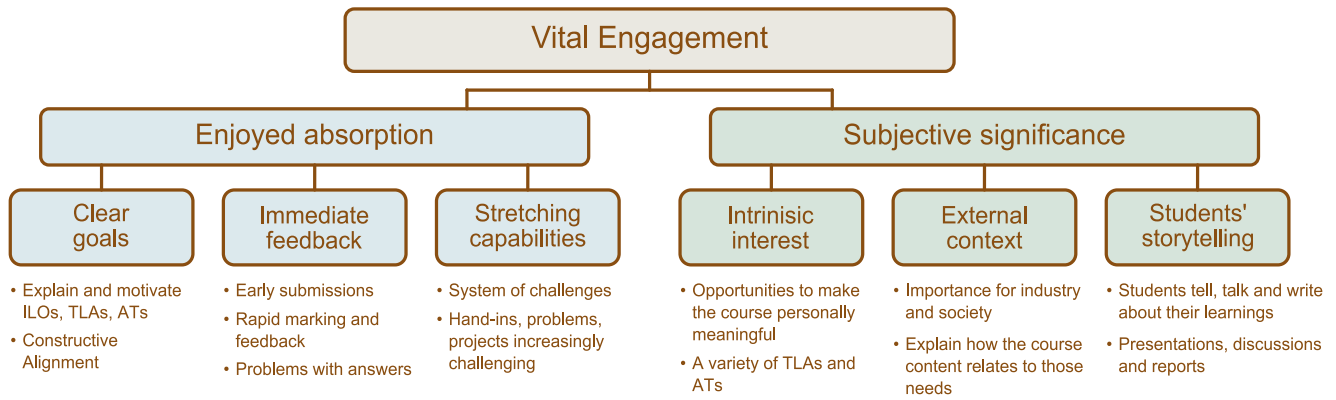 Vital Engagement
Enjoyed absorption
Subjective significance
Clear
goals
Immediate
feedback
Stretching
capabilities
Intrinisic
interest
External
context
Students'
storytelling
• Explain and motivate
ILOs, TLAs, ATs
• Constructive
Alignment
• Early submissions
• Rapid marking and
feedback
• Problems with answers
• System of challenges
• Hand-ins, problems,
projects increasingly
challenging
• Opportunities to make
the course personally
meaningful
• A variety of TLAs and
ATs
• Importance for industry
and society
• Explain how the course
content relates to those
needs
• Students tell, talk and write
about their learnings
• Presentations, discussions
and reports